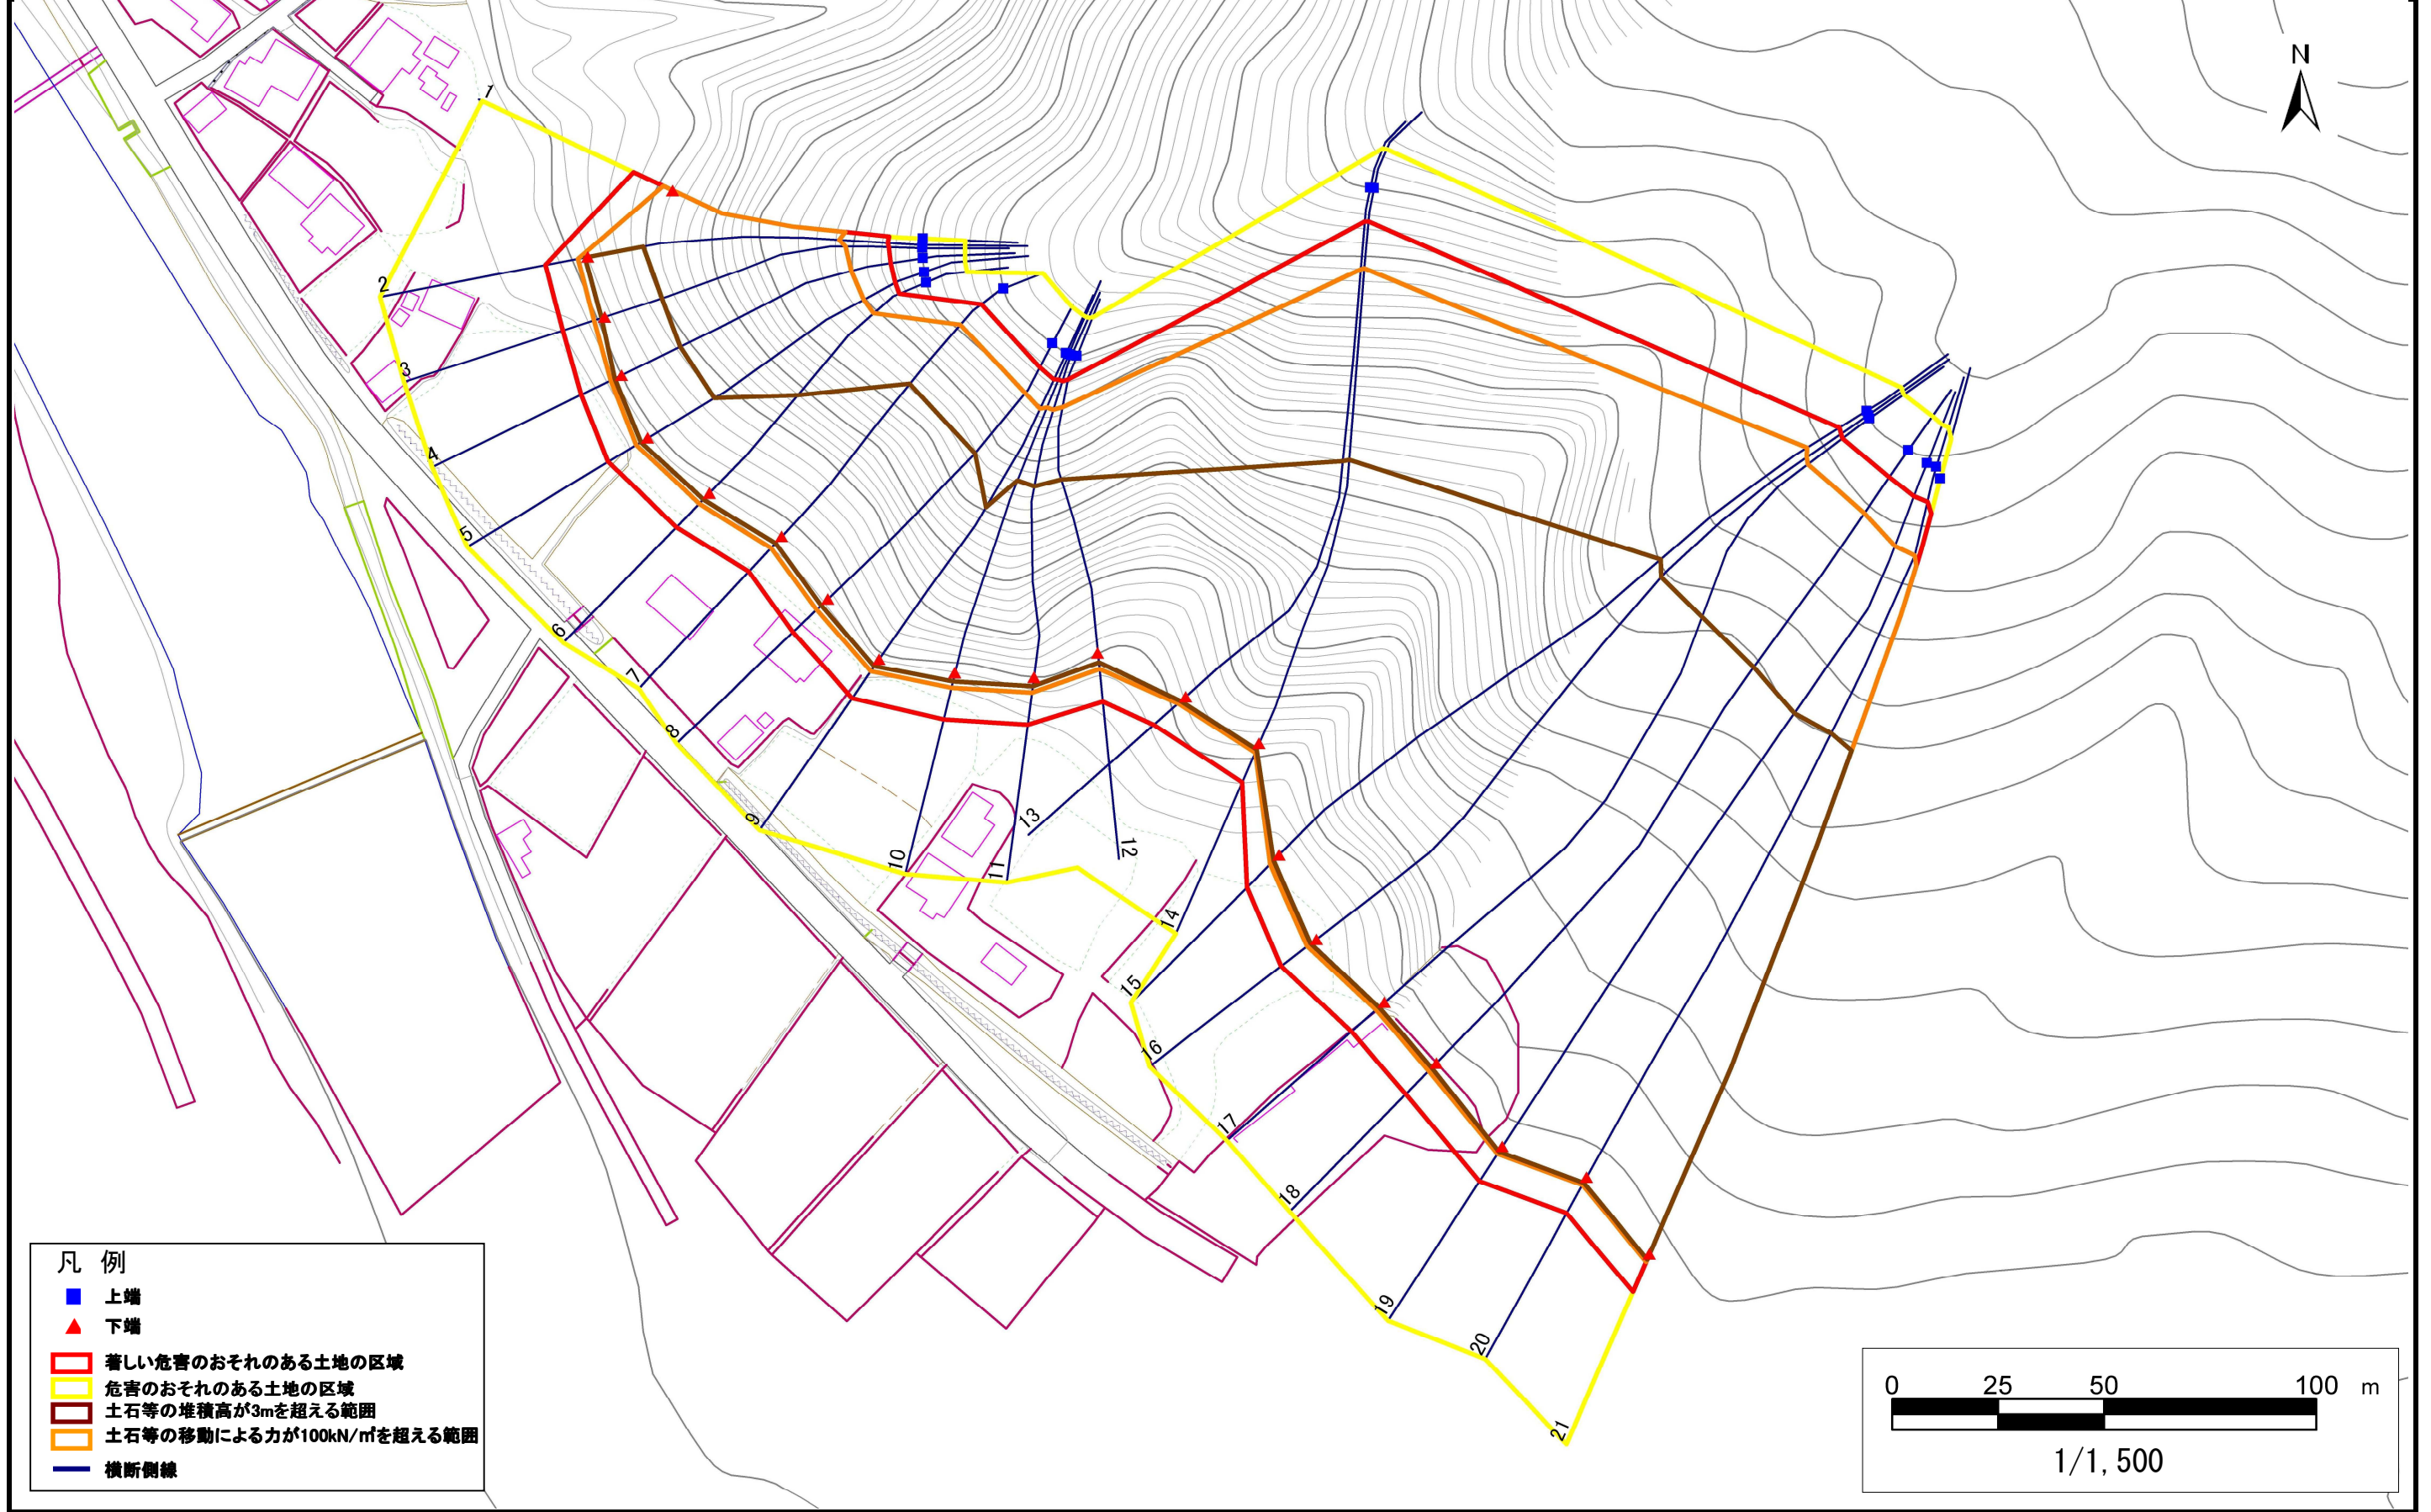 N
1
2
3
4
5
6
7
8
9
10
11
13
12
14
15
16
17
18
19
20
21
凡 例
上端
下端
著しい危害のおそれのある土地の区域
危害のおそれのある土地の区域
土石等の堆積高が3mを超える範囲
土石等の移動による力が100kN/㎡を超える範囲
横断側線
0 25 50 100 m
1/1,500